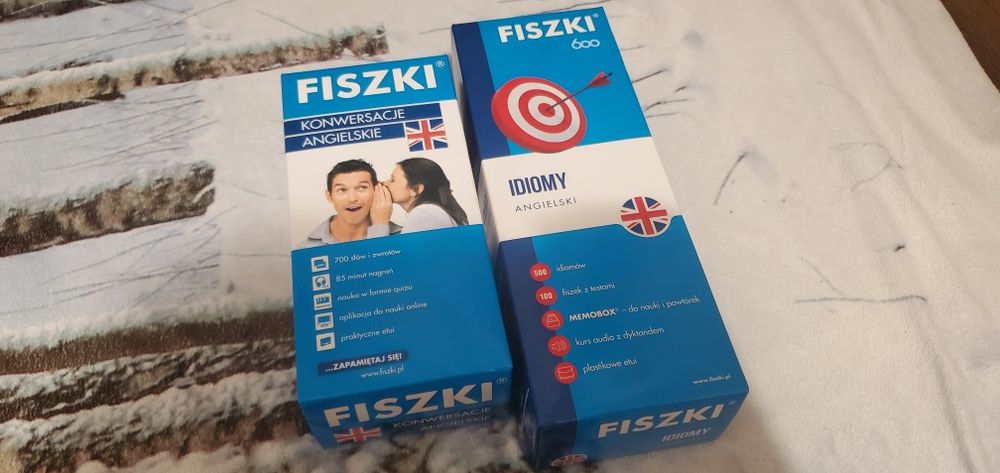 FISZKI®
KONWERSACJE
ANGIELSKIE
700 słów i zwrotów
85 minut nagrań
nauka w formie quizu
aplikacja do nauki online
praktyczne etui
...ZAPAMIĘTAJ SIĘ!
www.fiszki.pl
FISZKI®
KONWERSACJE
ANGIELSKIE
FISZKI®
600
IDIOMY
ANGIELSKI
500 idiomów
100 fiszek z testami
MEMOBOX® – do nauki i powtórek
kurs audio z dyktandem
plastikowe etui
www.fiszki.pl
FISZKI®
IDIOMY